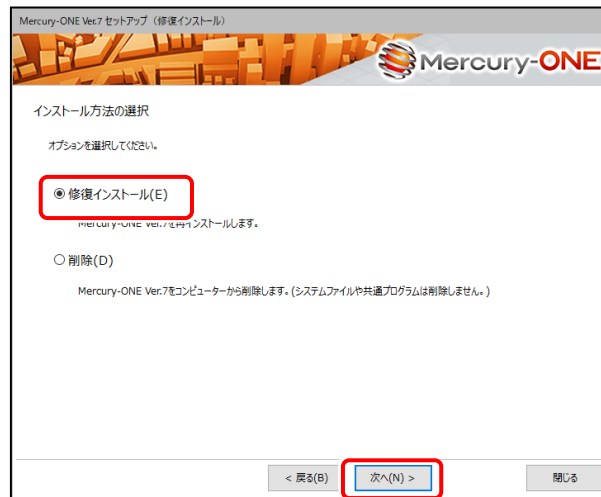 Mercury-ONE Ver.7 セットアップ（修復インストール）
Mercury-ONE
インストール方法の選択
オプションを選択してください。
修復インストール(E)
Mercury-ONE Ver.7を再インストールします。
削除(D)
Mercury-ONE Ver.7をコンピューターから削除します。(システムファイルや共通プログラムは削除しません。)
< 戻る(B) 次へ(N) > 閉じる